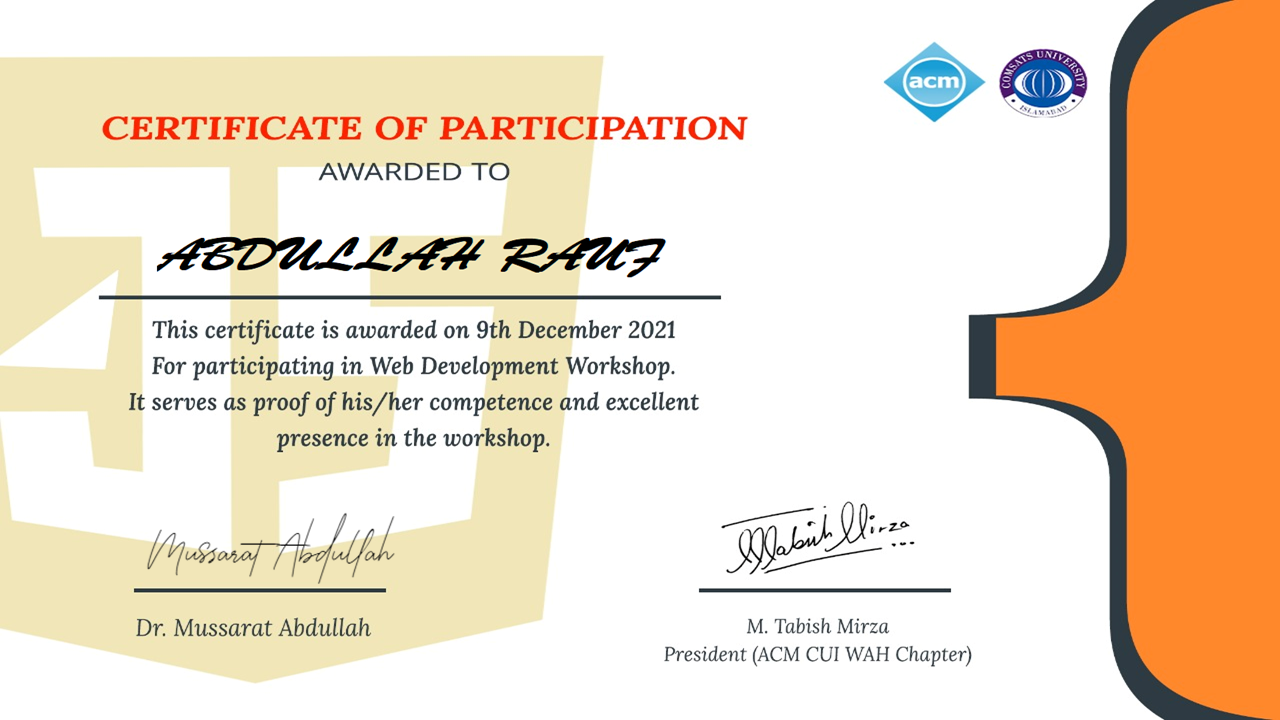 acm
COMSATS UNIVERSITY
ISLAMABAD
CERTIFICATE OF PARTICIPATION
AWARDED TO
ABDULLAH RAUF
This certificate is awarded on 9th December 2021
For participating in Web Development Workshop.
It serves as proof of his/her competence and excellent
presence in the workshop.
Mussarat Abdullah
MTabish Mirza
Dr. Mussarat Abdullah
M. Tabish Mirza
President (ACM CUI WAH Chapter)